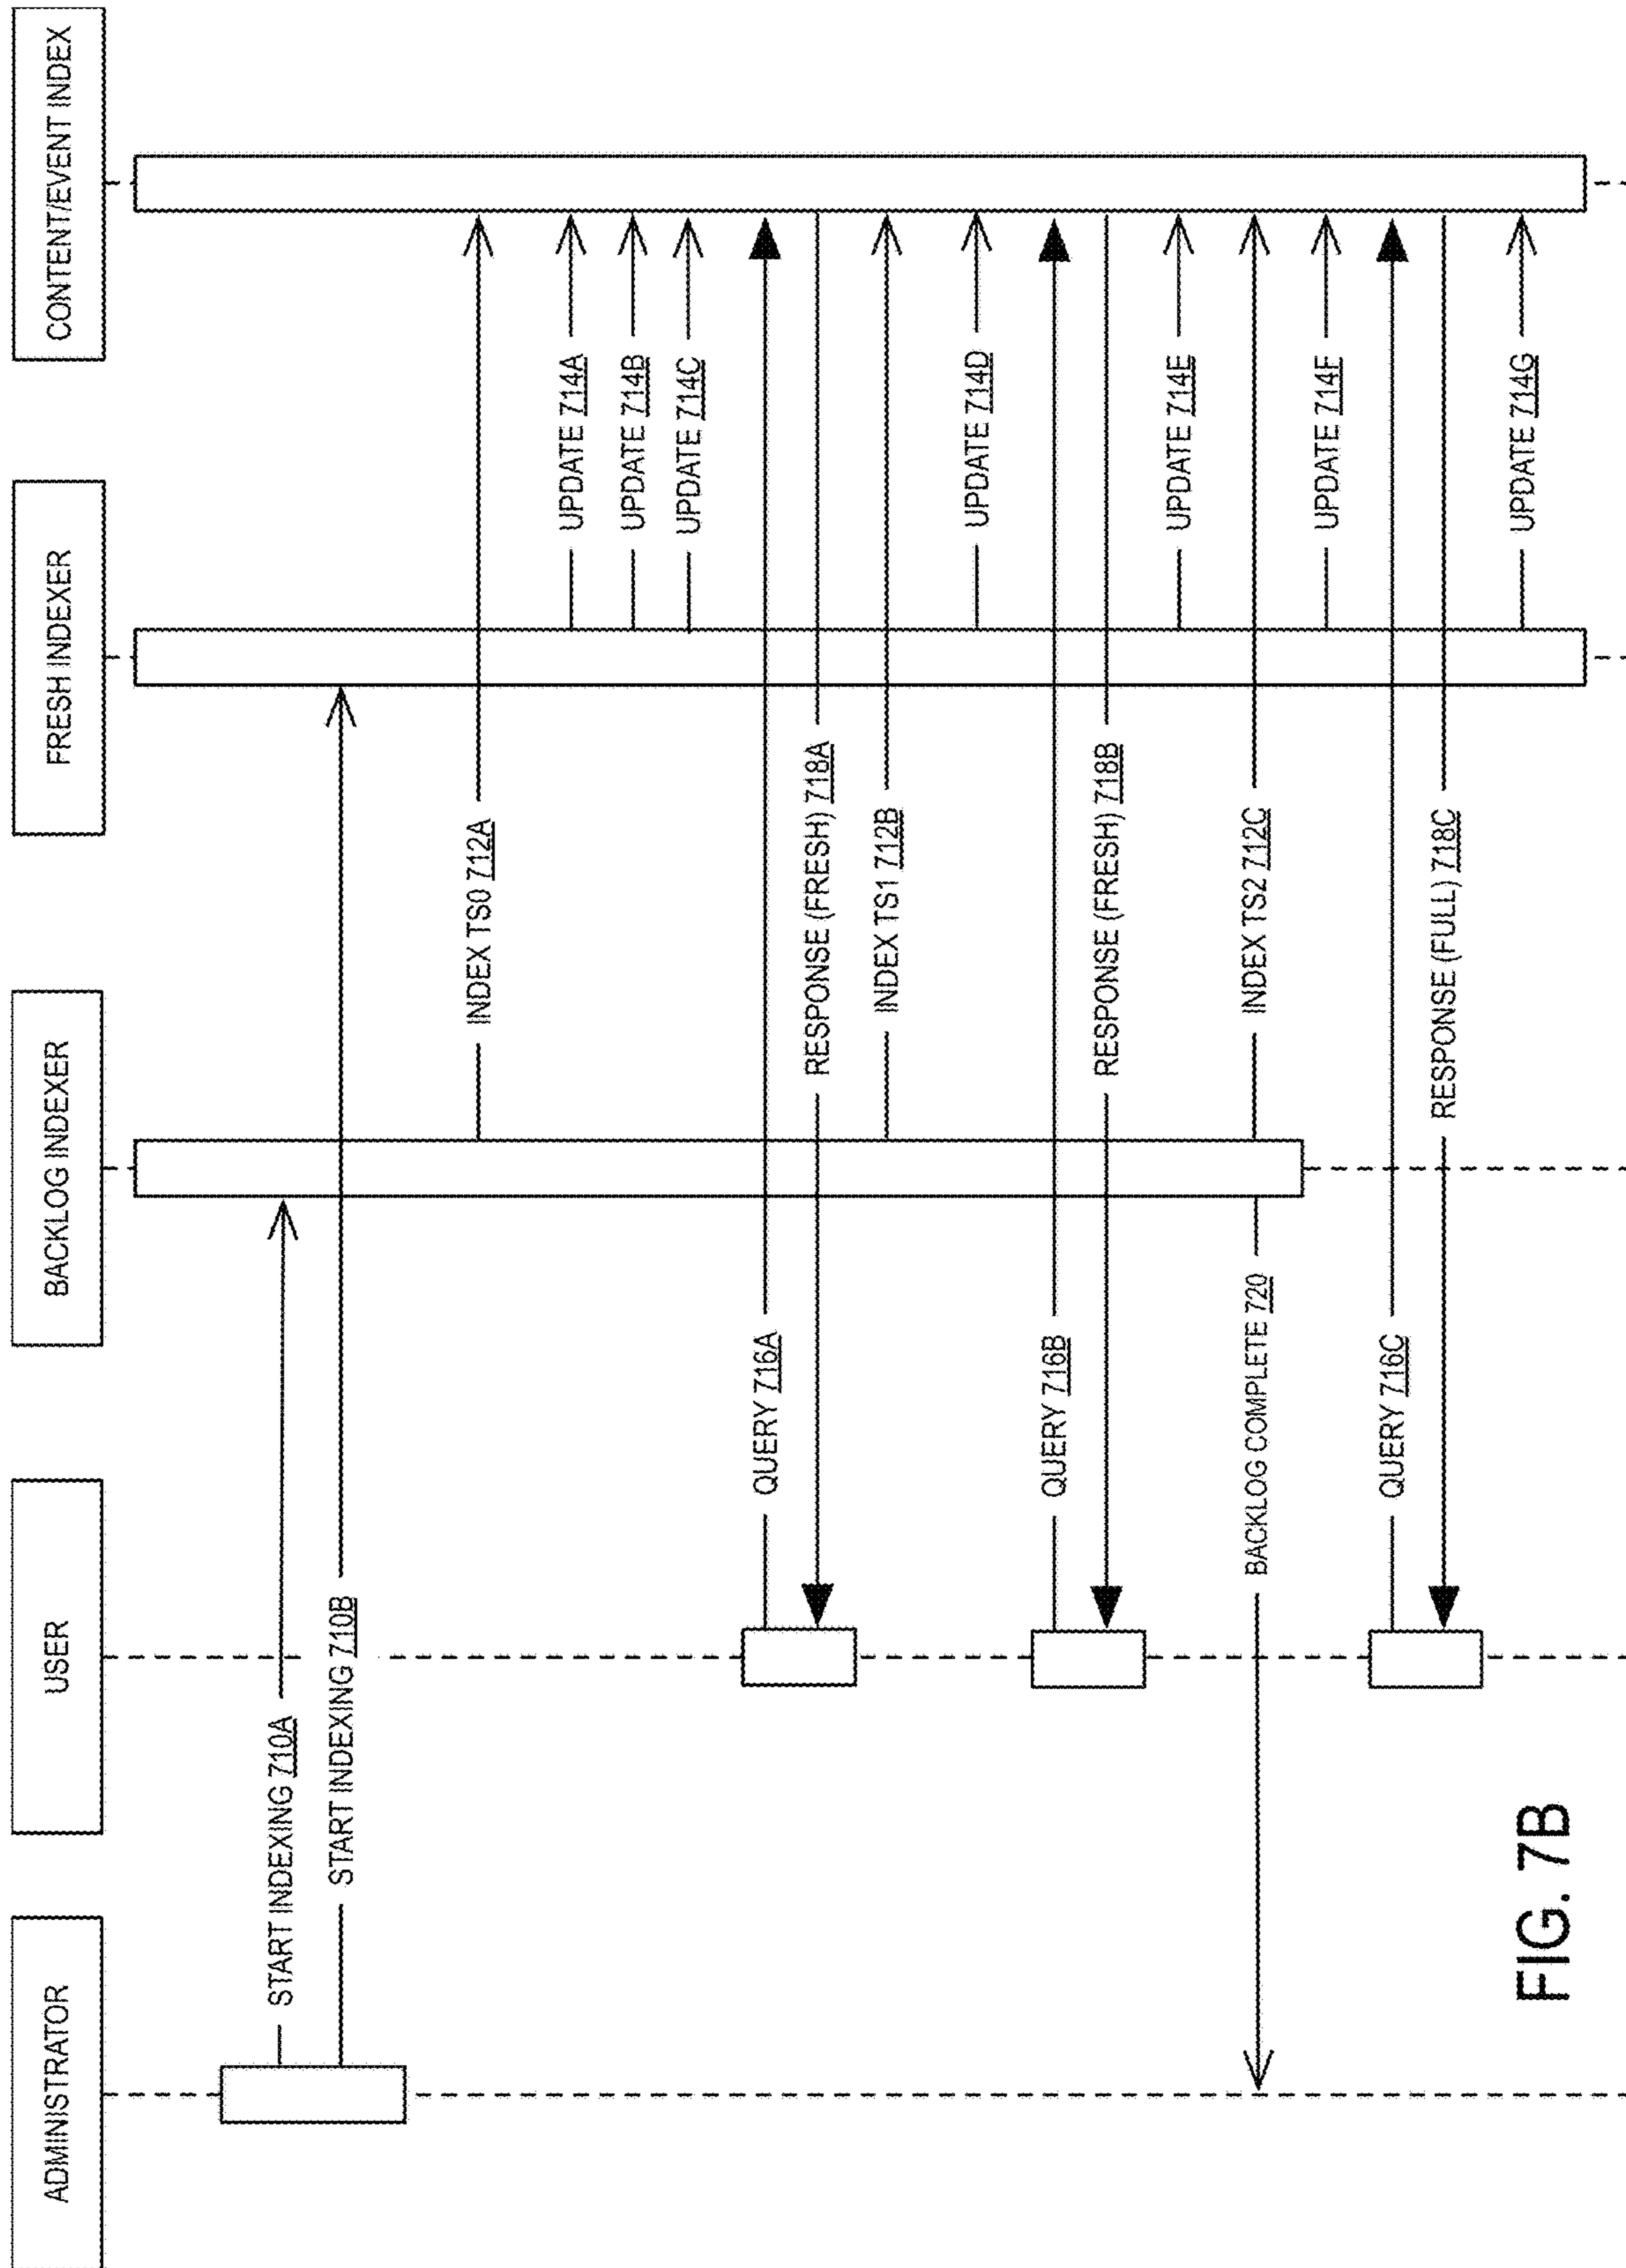 ADMINISTRATOR
USER
BACKLOG INDEXER
FRESH INDEXER
CONTENT/EVENT INDEX
START INDEXING 710A
START INDEXING 710B
INDEX TS0 712A
UPDATE 714A
UPDATE 714B
UPDATE 714C
QUERY 716A
RESPONSE (FRESH) 718A
INDEX TS1 712B
UPDATE 714D
QUERY 716B
RESPONSE (FRESH) 718B
UPDATE 714E
BACKLOG COMPLETE 720
INDEX TS2 712C
UPDATE 714F
QUERY 716C
RESPONSE (FULL) 718C
UPDATE 714G
FIG. 7B